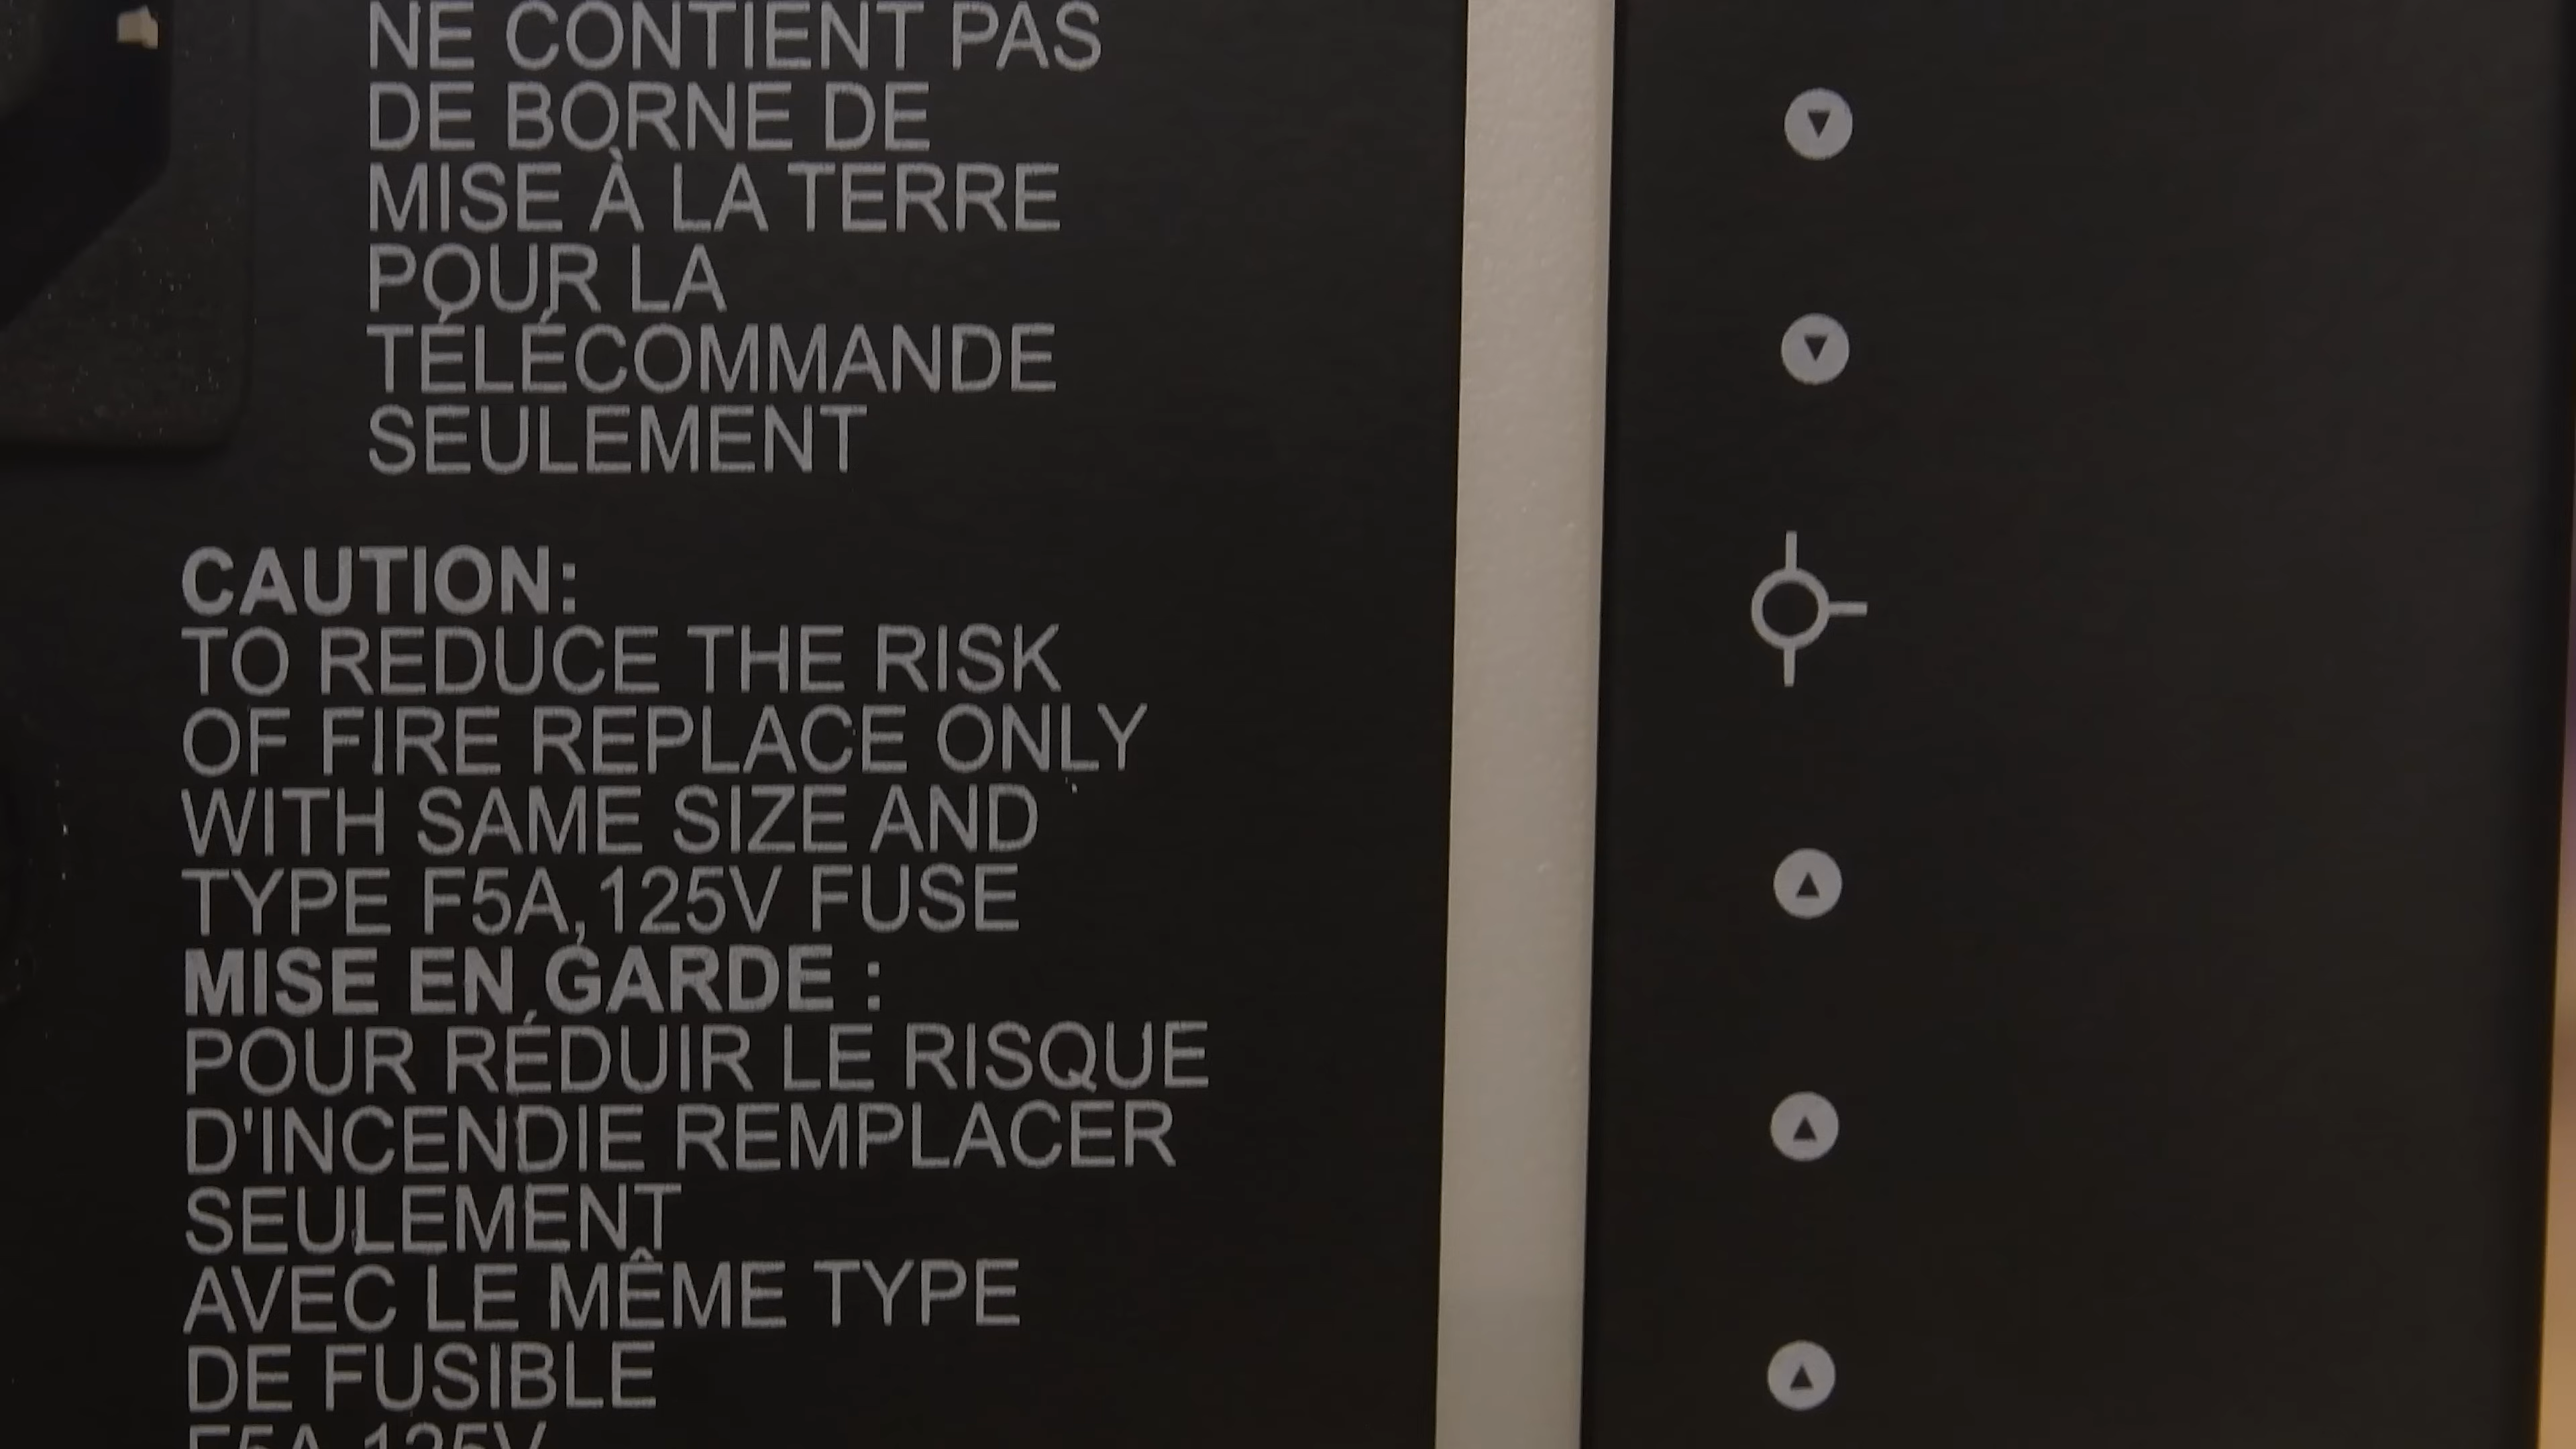 NE CONTIENT PAS
DE BORNE DE
MISE À LA TERRE
POUR LA
TÉLÉCOMMANDE
SEULEMENT
CAUTION:
TO REDUCE THE RISK
OF FIRE REPLACE ONLY
WITH SAME SIZE AND
TYPE F5A,125V FUSE
MISE EN GARDE :
POUR RÉDUIR LE RISQUE
D'INCENDIE REMPLACER
SEULEMENT
AVEC LE MÊME TYPE
DE FUSIBLE
F5A,125V